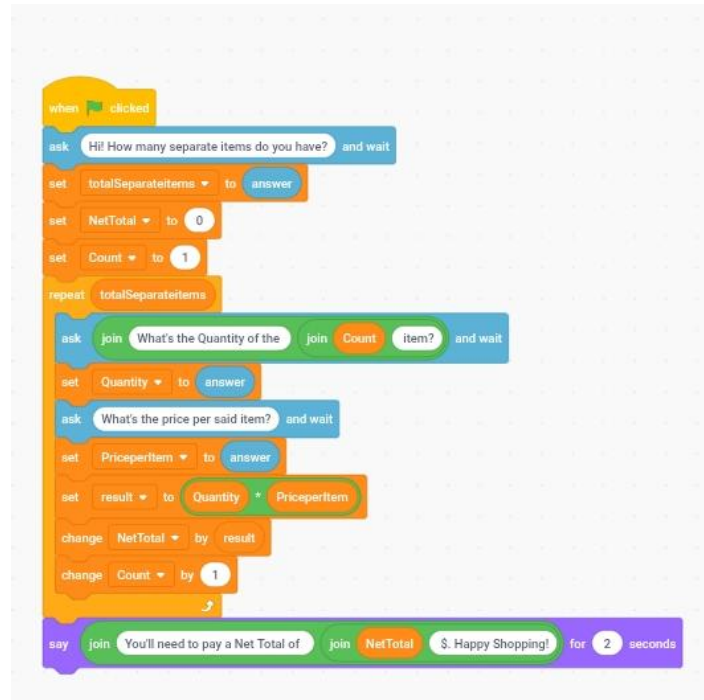 when clicked
ask Hi! How many separate items do you have? and wait
set totalSeparateitems to answer
set NetTotal to 0
set Count to 1
repeat totalSeparateitems
ask join What's the Quantity of the join Count item? and wait
set Quantity to answer
ask What's the price per said item? and wait
set PriceperItem to answer
set result to Quantity * PriceperItem
change NetTotal by result
change Count by 1
say join You'll need to pay a Net Total of join NetTotal $. Happy Shopping! for 2 seconds